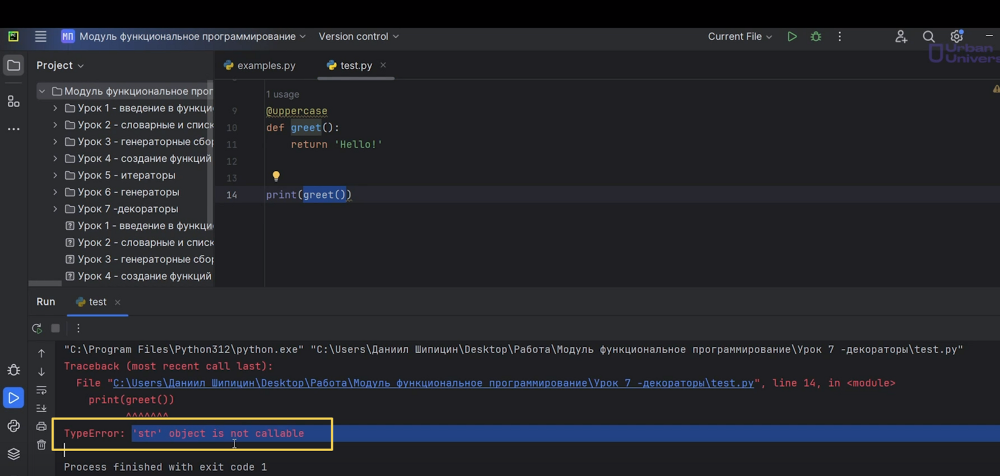 PC
МП Модуль функциональное программирование Version control Current File
Urban
Univers
Project
examples.py test.py
Модуль функциональное прог
Урок 1 - введение в функци
Урок 2 - словарные и списк
Урок 3 - генераторные сбор
Урок 4 - создание функций
Урок 5 - итераторы
Урок 6 - генераторы
Урок 7 -декораторы
Урок 1 - введение в функци
Урок 2 - словарные и списк
Урок 3 - генераторные сбор
Урок 4 - создание функций
1 usage
9 @uppercase
10 def greet():
11 return 'Hello!'
12
13
14 print(greet())
Run test
"C:\Program Files\Python312\python.exe" "C:\Users\Даниил Шипицин\Desktop\Работа\Модуль функциональное программирование\Урок 7 -декораторы\test.py"
Traceback (most recent call last):
File "C:\Users\Даниил Шипицин\Desktop\Работа\Модуль функциональное программирование\Урок 7 -декораторы\test.py", line 14, in <module>
print(greet())
^^^^^^^
TypeError: 'str' object is not callable
Process finished with exit code 1